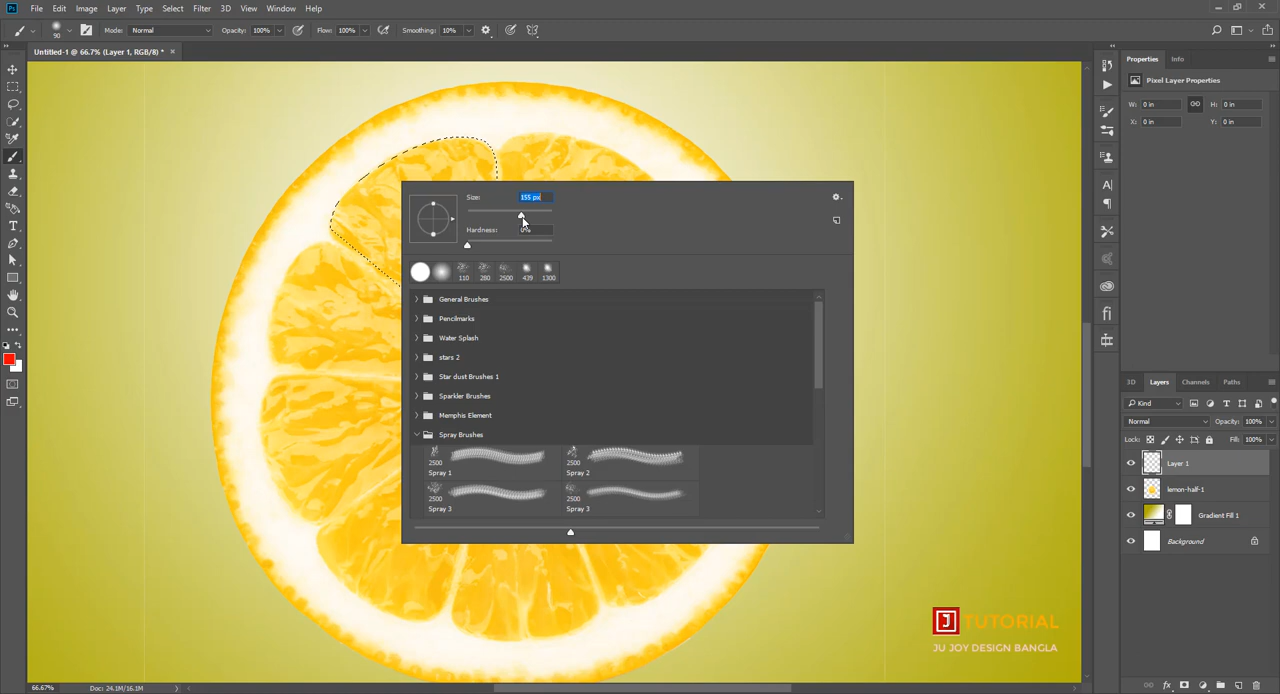 Ps File Edit Image Layer Type Select Filter 3D View Window Help
90 Mode: Normal Opacity: 100% Flow: 100% Smoothing: 10%
Untitled-1 @ 66.7% (Layer 1, RGB/8) * ×
Properties Info
Pixel Layer Properties
W: 0 in H: 0 in
X: 0 in Y: 0 in
Size: 155 px
Hardness: 0%
110 280 2500 439 1300
General Brushes
Pencilmarks
Water Splash
stars 2
Star dust Brushes 1
Sparkler Brushes
Memphis Element
Spray Brushes
2500 2500
Spray 1 Spray 2
2500 2500
Spray 3 Spray 3
3D Layers Channels Paths
Kind
Normal Opacity: 100%
Lock: Fill: 100%
Layer 1
lemon-half-1
Gradient Fill 1
Background
J TUTORIAL
JU JOY DESIGN BANGLA
66.67% Doc: 24.1M/16.1M